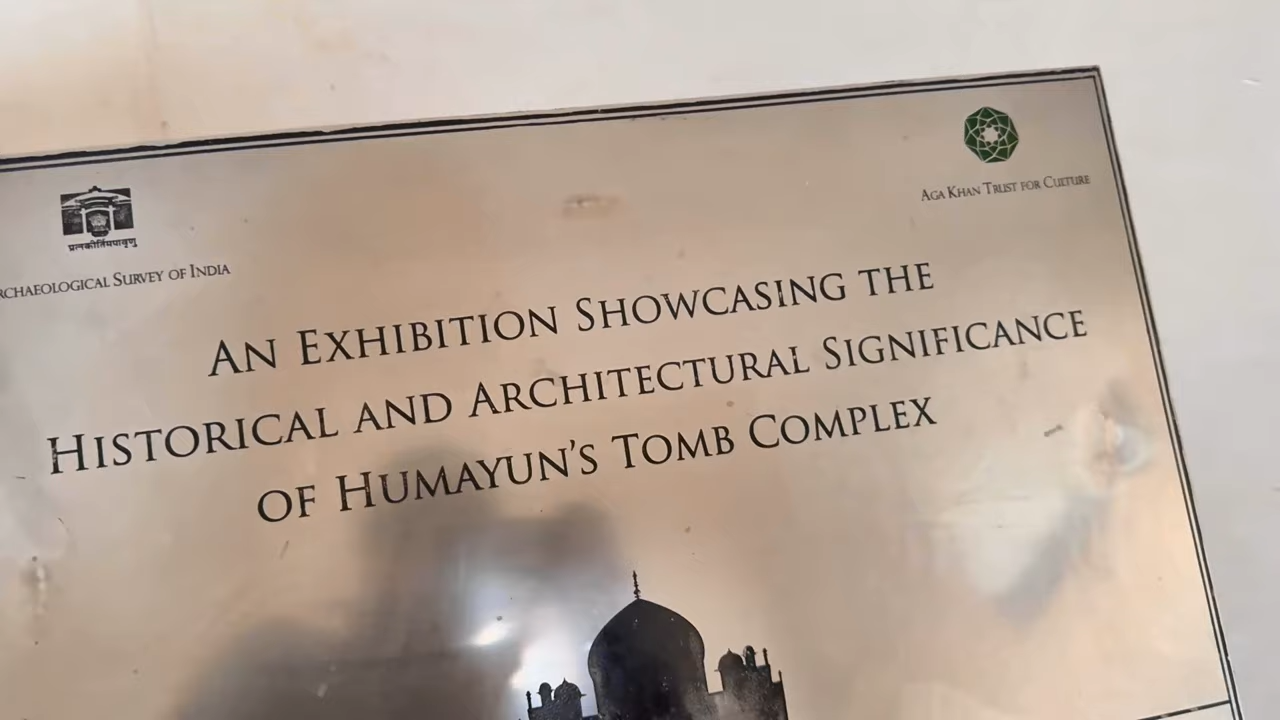 प्रत्नकीर्तिमपावृणु
ARCHAEOLOGICAL SURVEY OF INDIA
AGA KHAN TRUST FOR CULTURE
AN EXHIBITION SHOWCASING THE
HISTORICAL AND ARCHITECTURAL SIGNIFICANCE
OF HUMAYUN'S TOMB COMPLEX